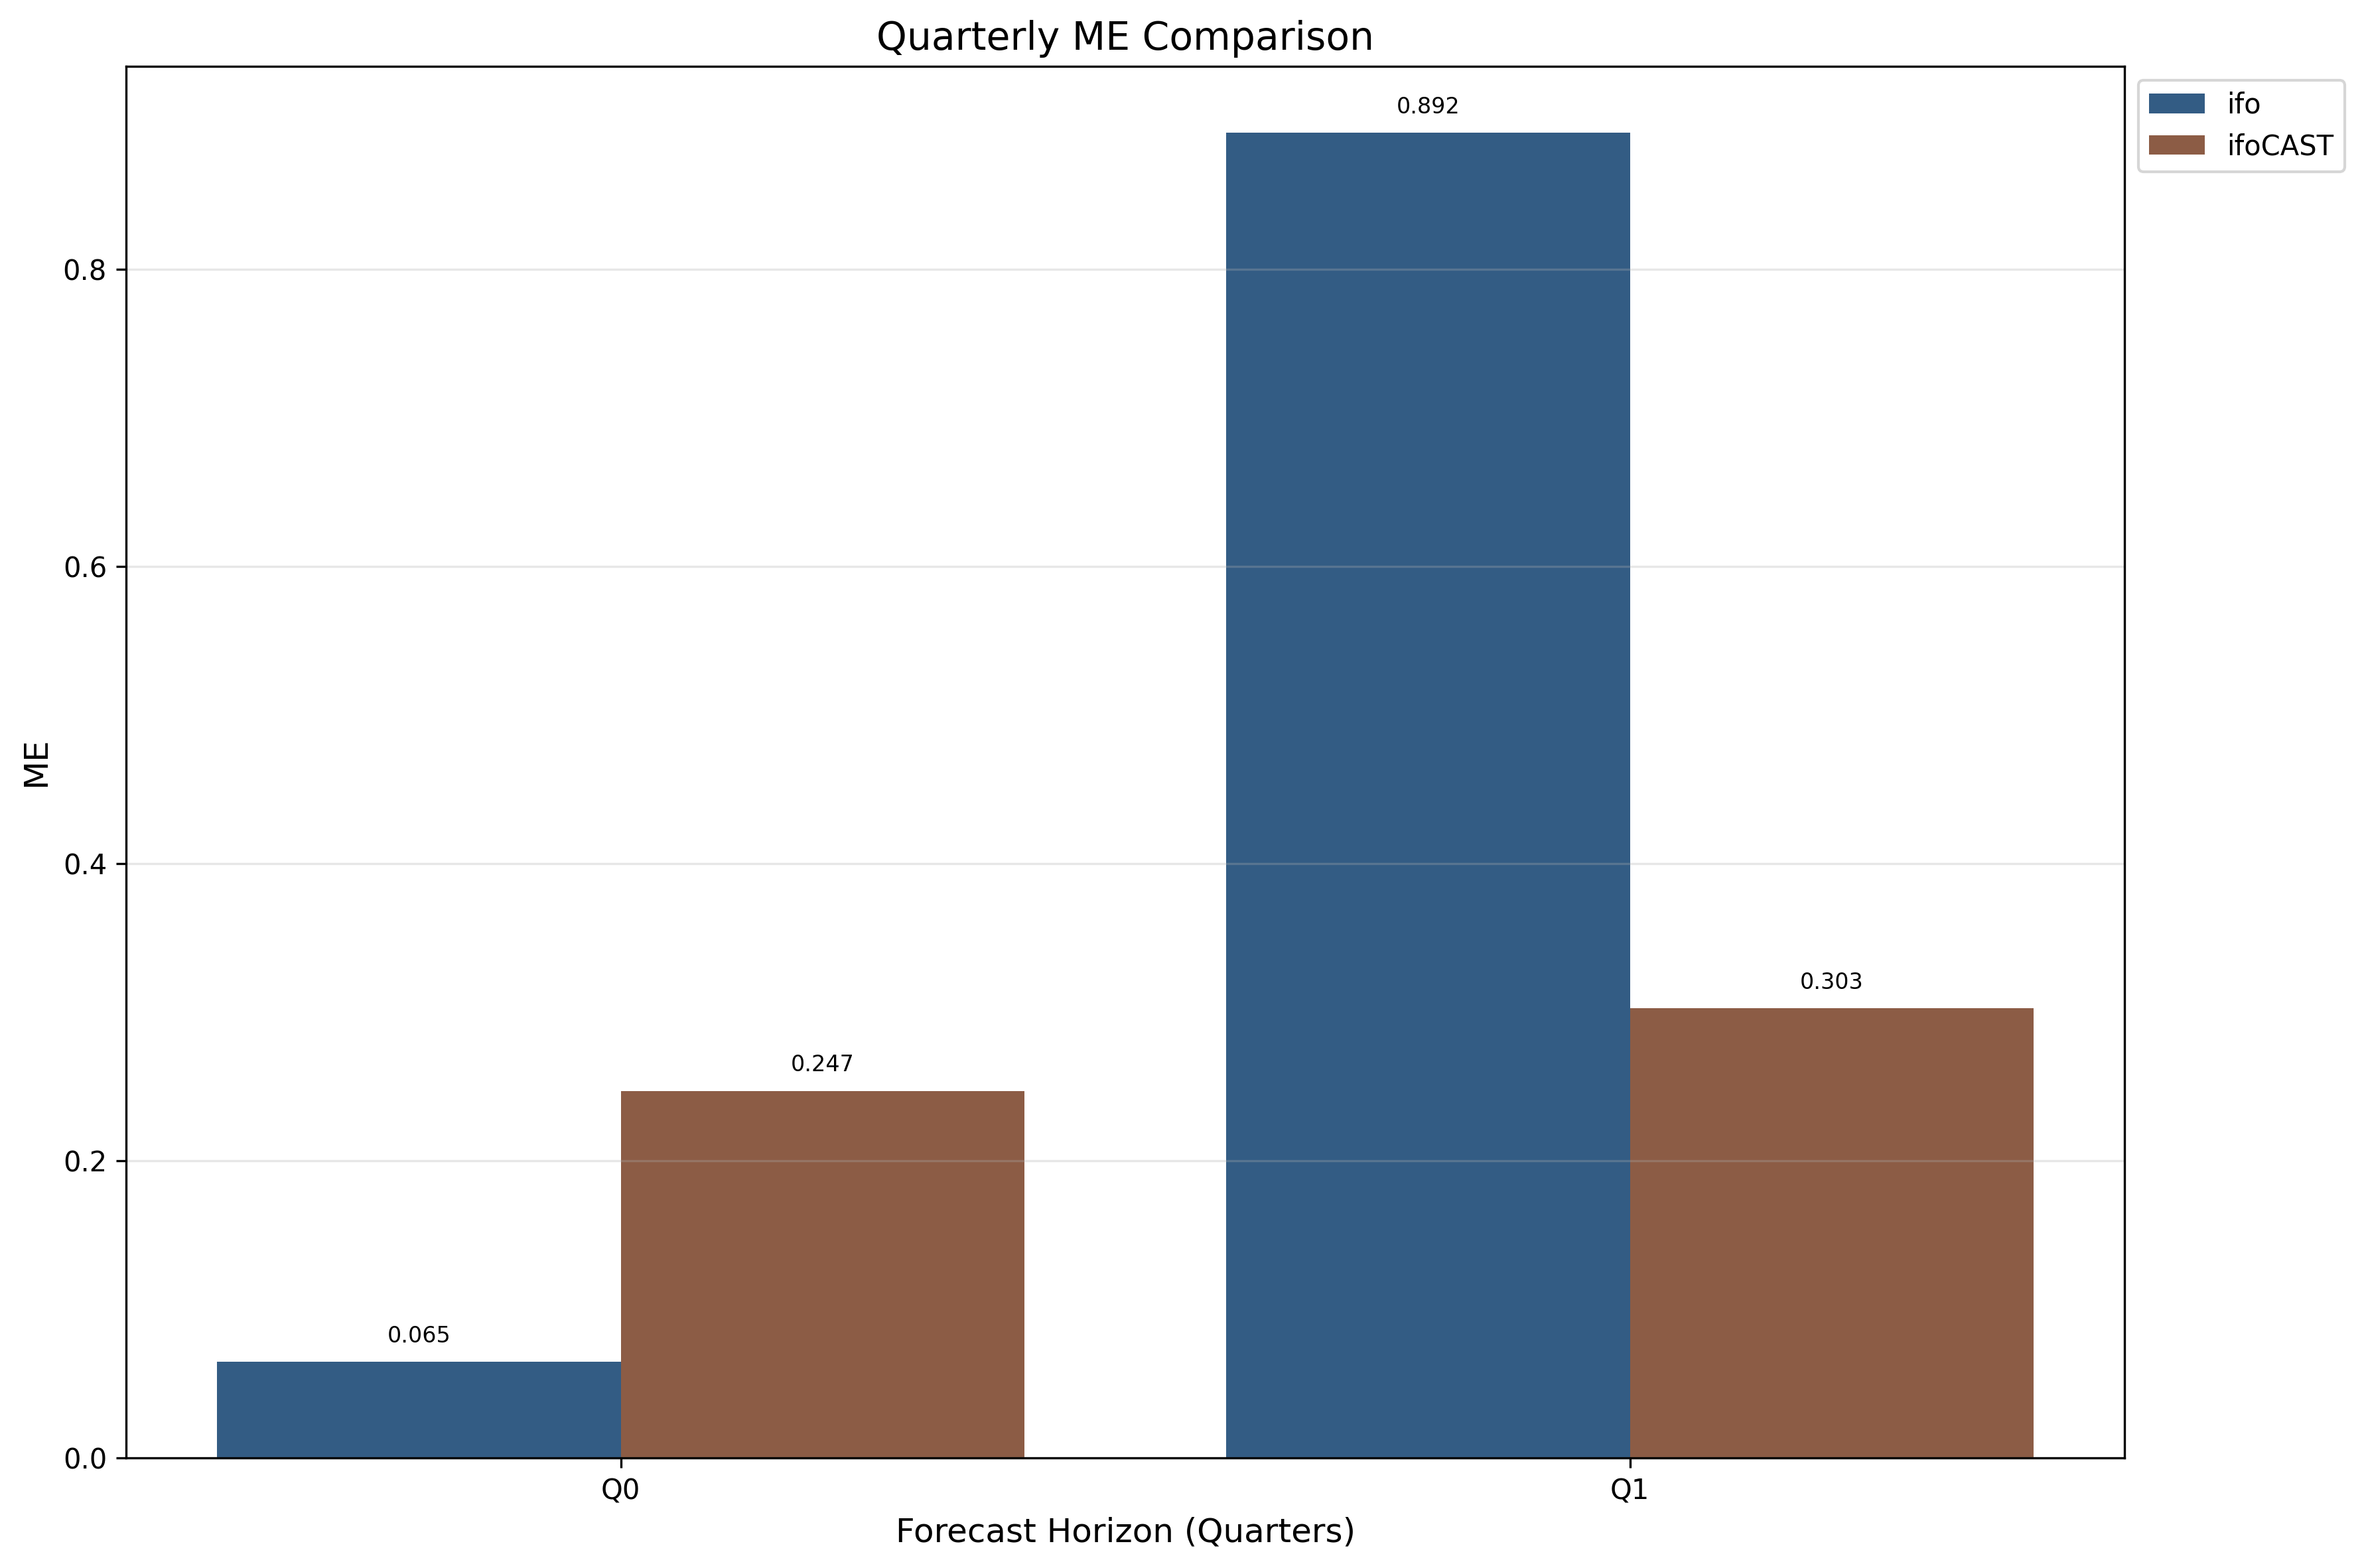 Quarterly ME Comparison
ifo
ifoCAST
0.892
0.8
0.6
ME
0.4
0.303
0.247
0.2
0.065
0.0
Q0
Q1
Forecast Horizon (Quarters)